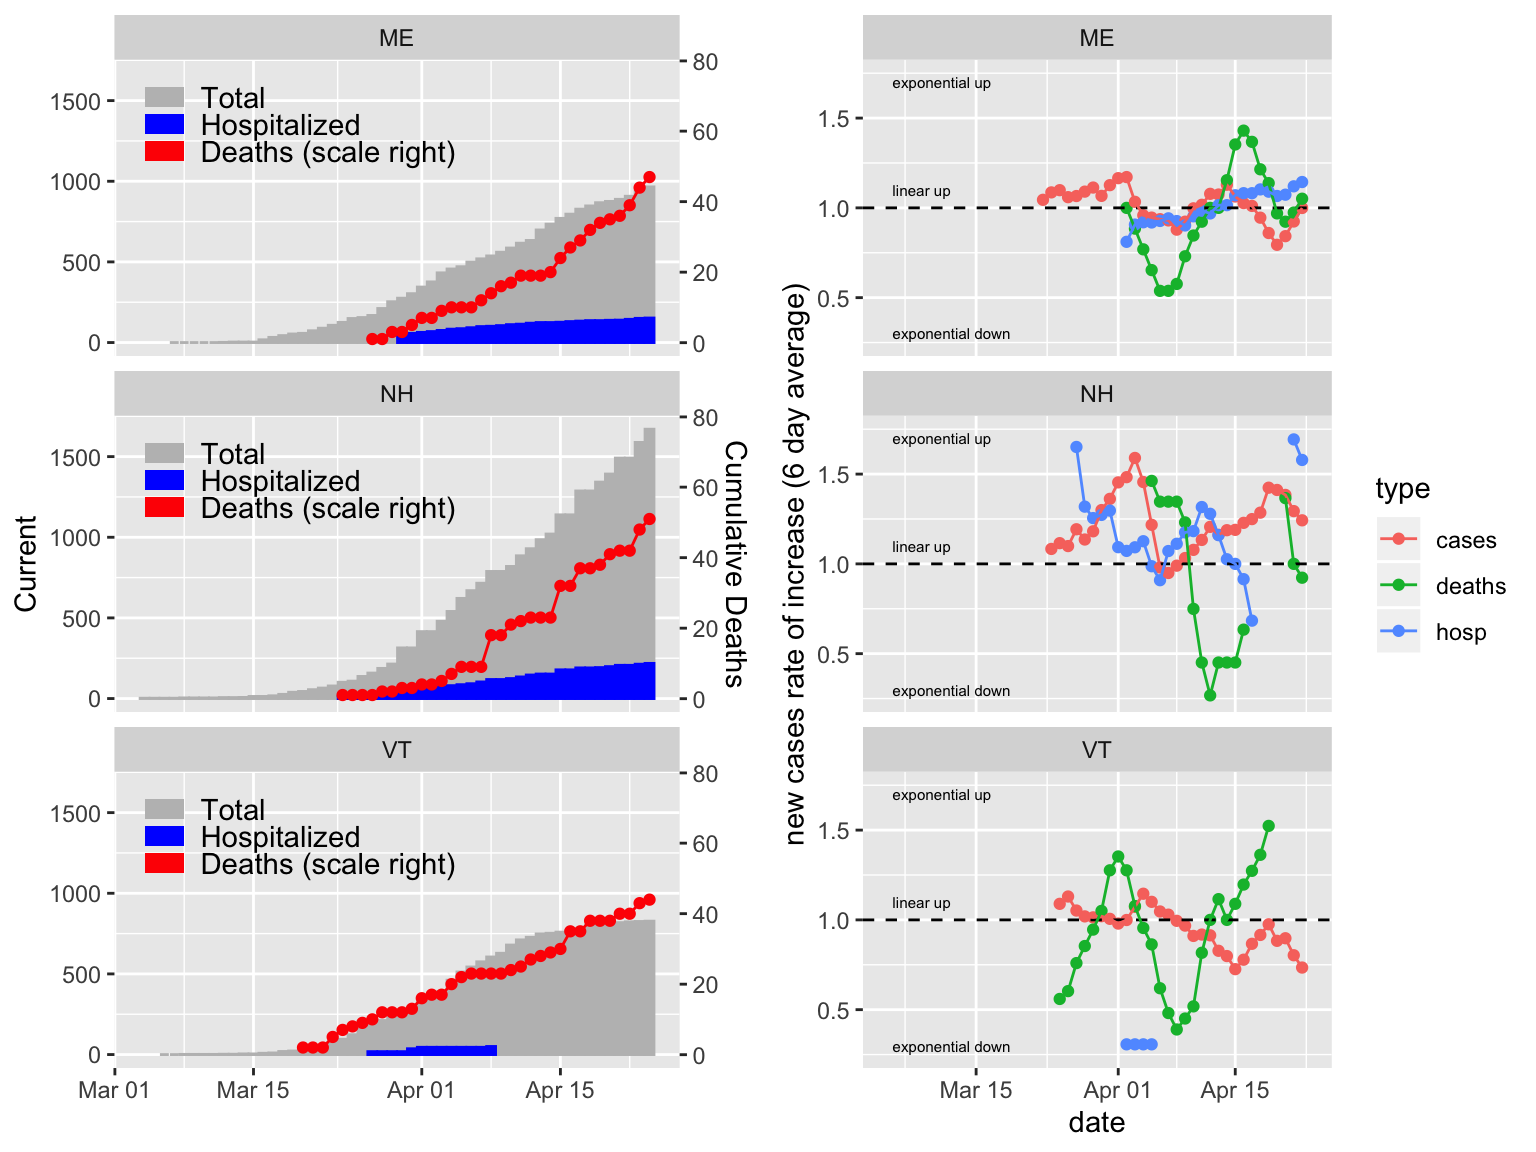 ME
Total
Hospitalized
Deaths (scale right)
1500
1000
500
0
80
60
40
20
0
NH
Total
Hospitalized
Deaths (scale right)
1500
1000
500
0
80
60
40
20
0
VT
Total
Hospitalized
Deaths (scale right)
1500
1000
500
0
80
60
40
20
0
Mar 01
Mar 15
Apr 01
Apr 15
Current
Cumulative Deaths
new cases rate of increase (6 day average)
ME
exponential up
linear up
exponential down
1.5
1.0
0.5
NH
exponential up
linear up
exponential down
1.5
1.0
0.5
VT
exponential up
linear up
exponential down
1.5
1.0
0.5
Mar 15
Apr 01
Apr 15
date
type
cases
deaths
hosp